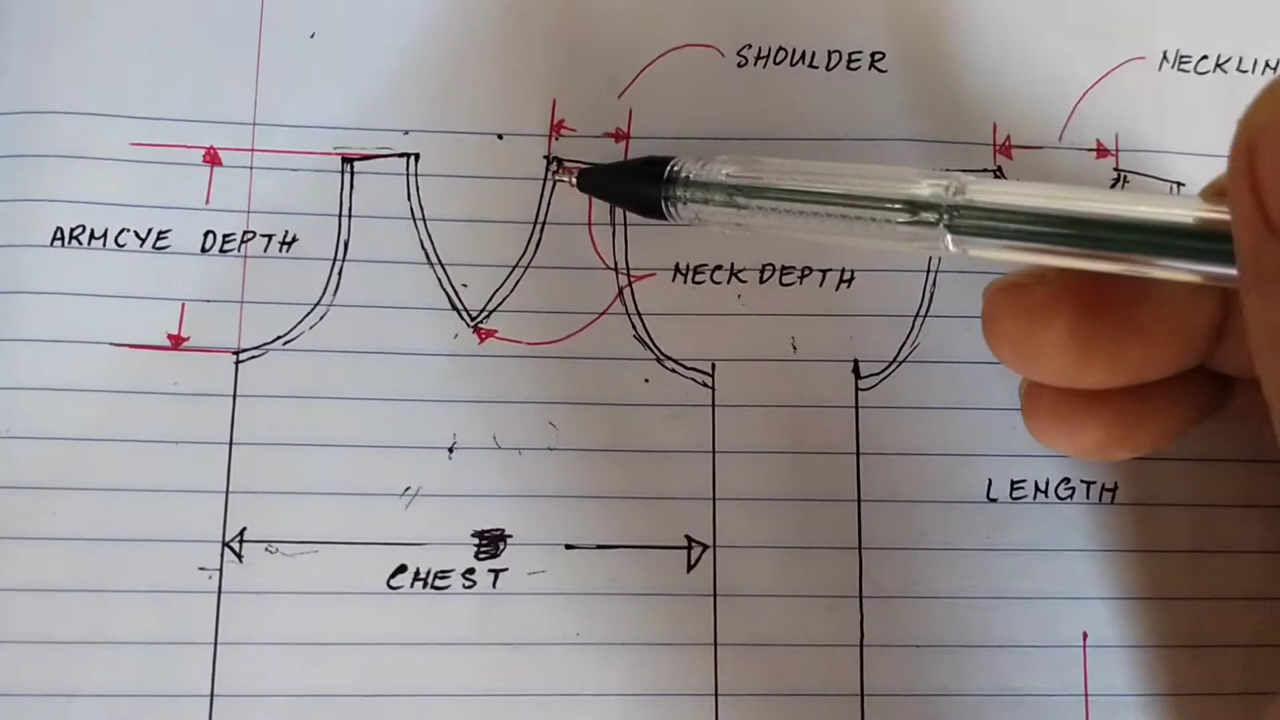 SHOULDER
NECKLIN
ARMCYE DEPTH
NECK DEPTH
LENGTH
CHEST